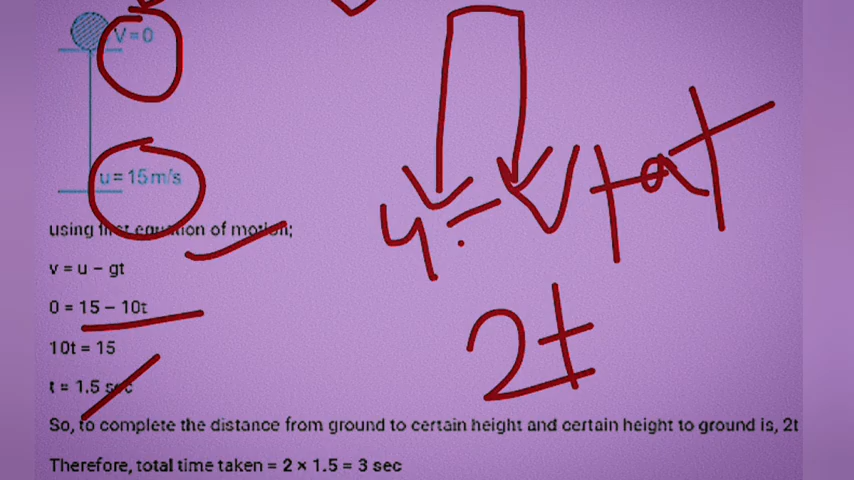 V = 0
u = 15 m/s
using first equation of motion;
v = u − gt
0 = 15 − 10t
10t = 15
t = 1.5 sec
So, to complete the distance from ground to certain height and certain height to ground is, 2t
Therefore, total time taken = 2 × 1.5 = 3 sec
2t